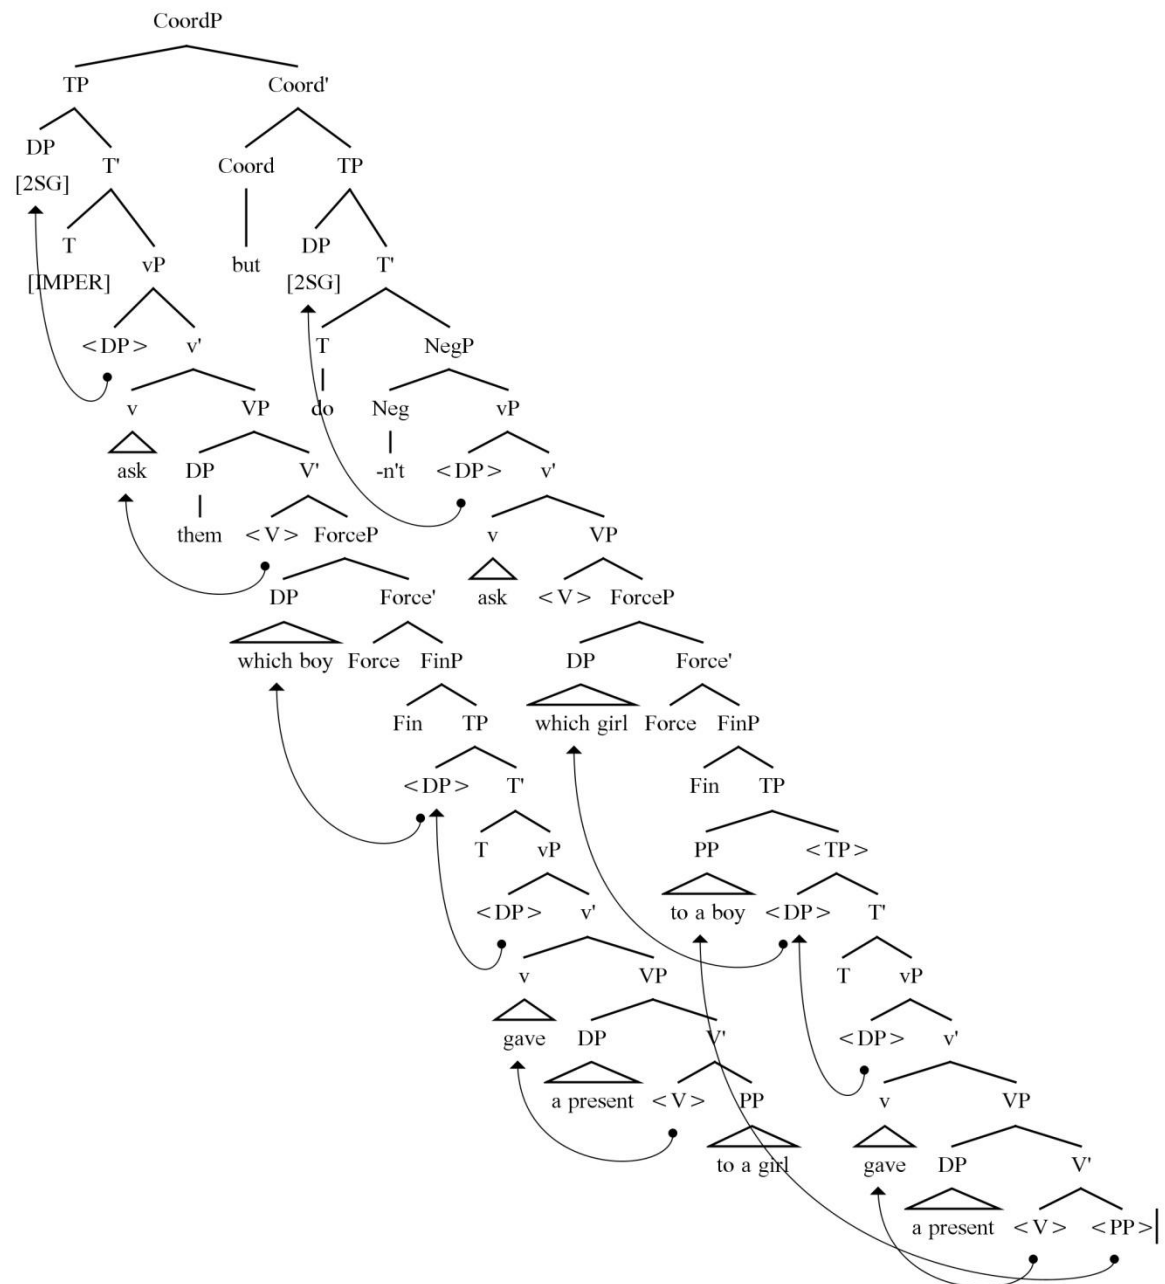 CoordP
TP Coord'
DP T' Coord TP
[2SG]
T vP but DP T'
[IMPER] [2SG]
<DP> v' T NegP
v VP do Neg vP
ask DP V' -n't <DP> v'
them <V> ForceP v VP
DP Force' ask <V> ForceP
which boy Force FinP DP Force'
Fin TP which girl Force FinP
<DP> T' Fin TP
T vP PP <TP>
<DP> v' to a boy <DP> T'
v VP T vP
gave DP V' <DP> v'
a present <V> PP v VP
to a girl gave DP V'
a present <V> <PP>